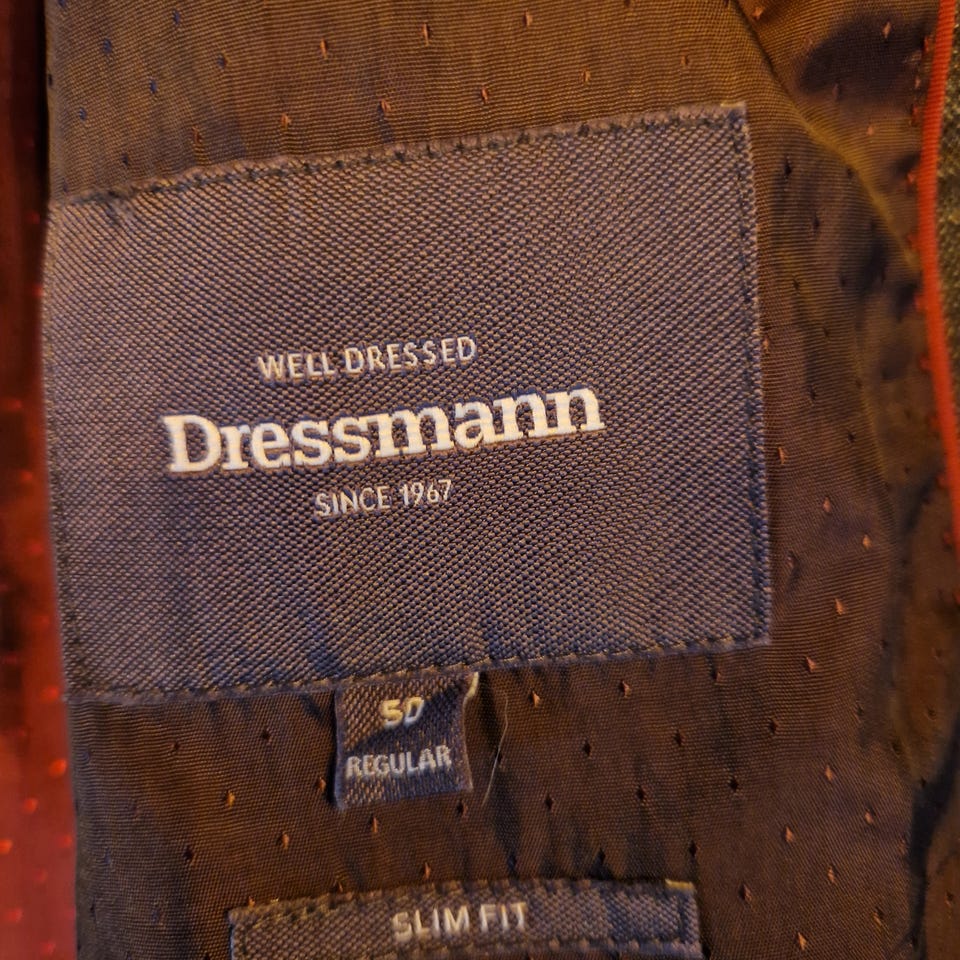 WELL DRESSED
Dressmann
SINCE 1967
50
REGULAR
SLIM FIT